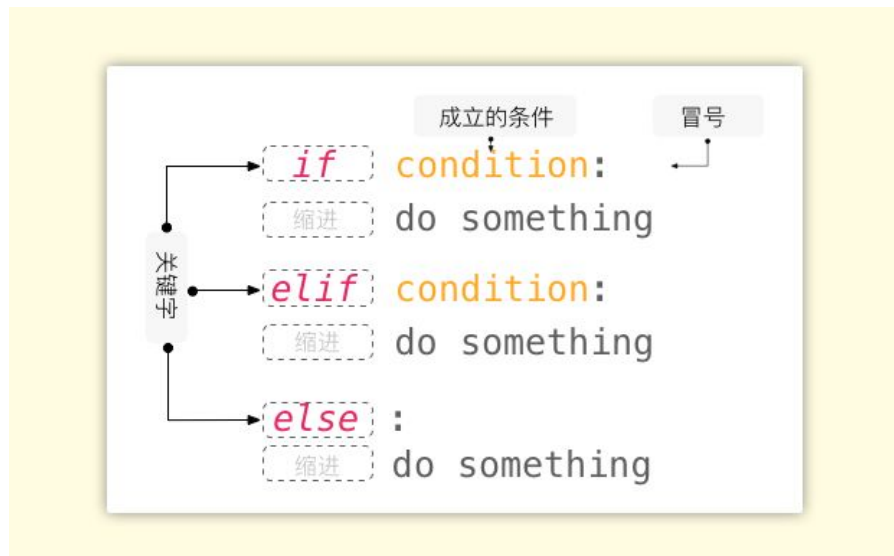 成立的条件 冒号
if condition:
缩进 do something
关键字
elif condition:
缩进 do something
else :
缩进 do something